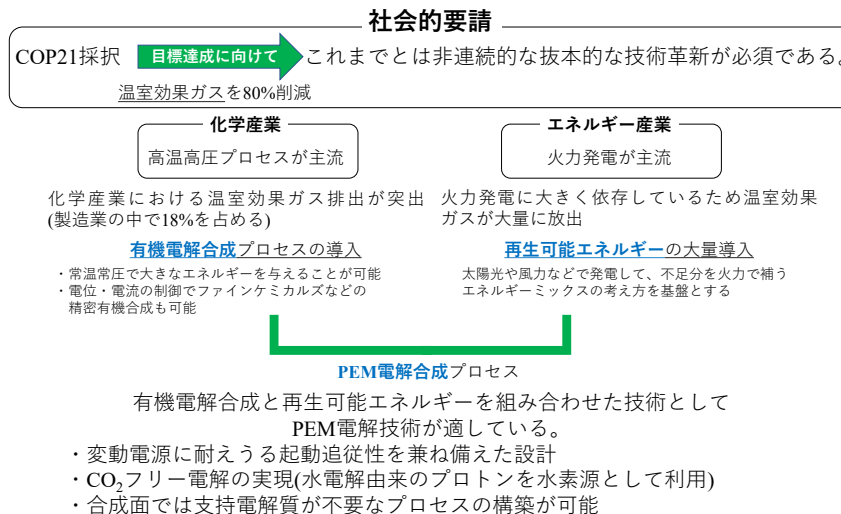 社会的要請
COP21採択 目標達成に向けて これまでとは非連続的な抜本的な技術革新が必須である。
温室効果ガスを80%削減
化学産業
高温高圧プロセスが主流
エネルギー産業
火力発電が主流
化学産業における温室効果ガス排出が突出
(製造業の中で18%を占める)
火力発電に大きく依存しているため温室効果
ガスが大量に放出
有機電解合成プロセスの導入
・常温常圧で大きなエネルギーを与えることが可能
・電位・電流の制御でファインケミカルズなどの
精密有機合成も可能
再生可能エネルギーの大量導入
太陽光や風力などで発電して、不足分を火力で補う
エネルギーミックスの考え方を基盤とする
PEM電解合成プロセス
有機電解合成と再生可能エネルギーを組み合わせた技術として
PEM電解技術が適している。
・変動電源に耐えうる起動追従性を兼ね備えた設計
・CO₂フリー電解の実現(水電解由来のプロトンを水素源として利用)
・合成面では支持電解質が不要なプロセスの構築が可能